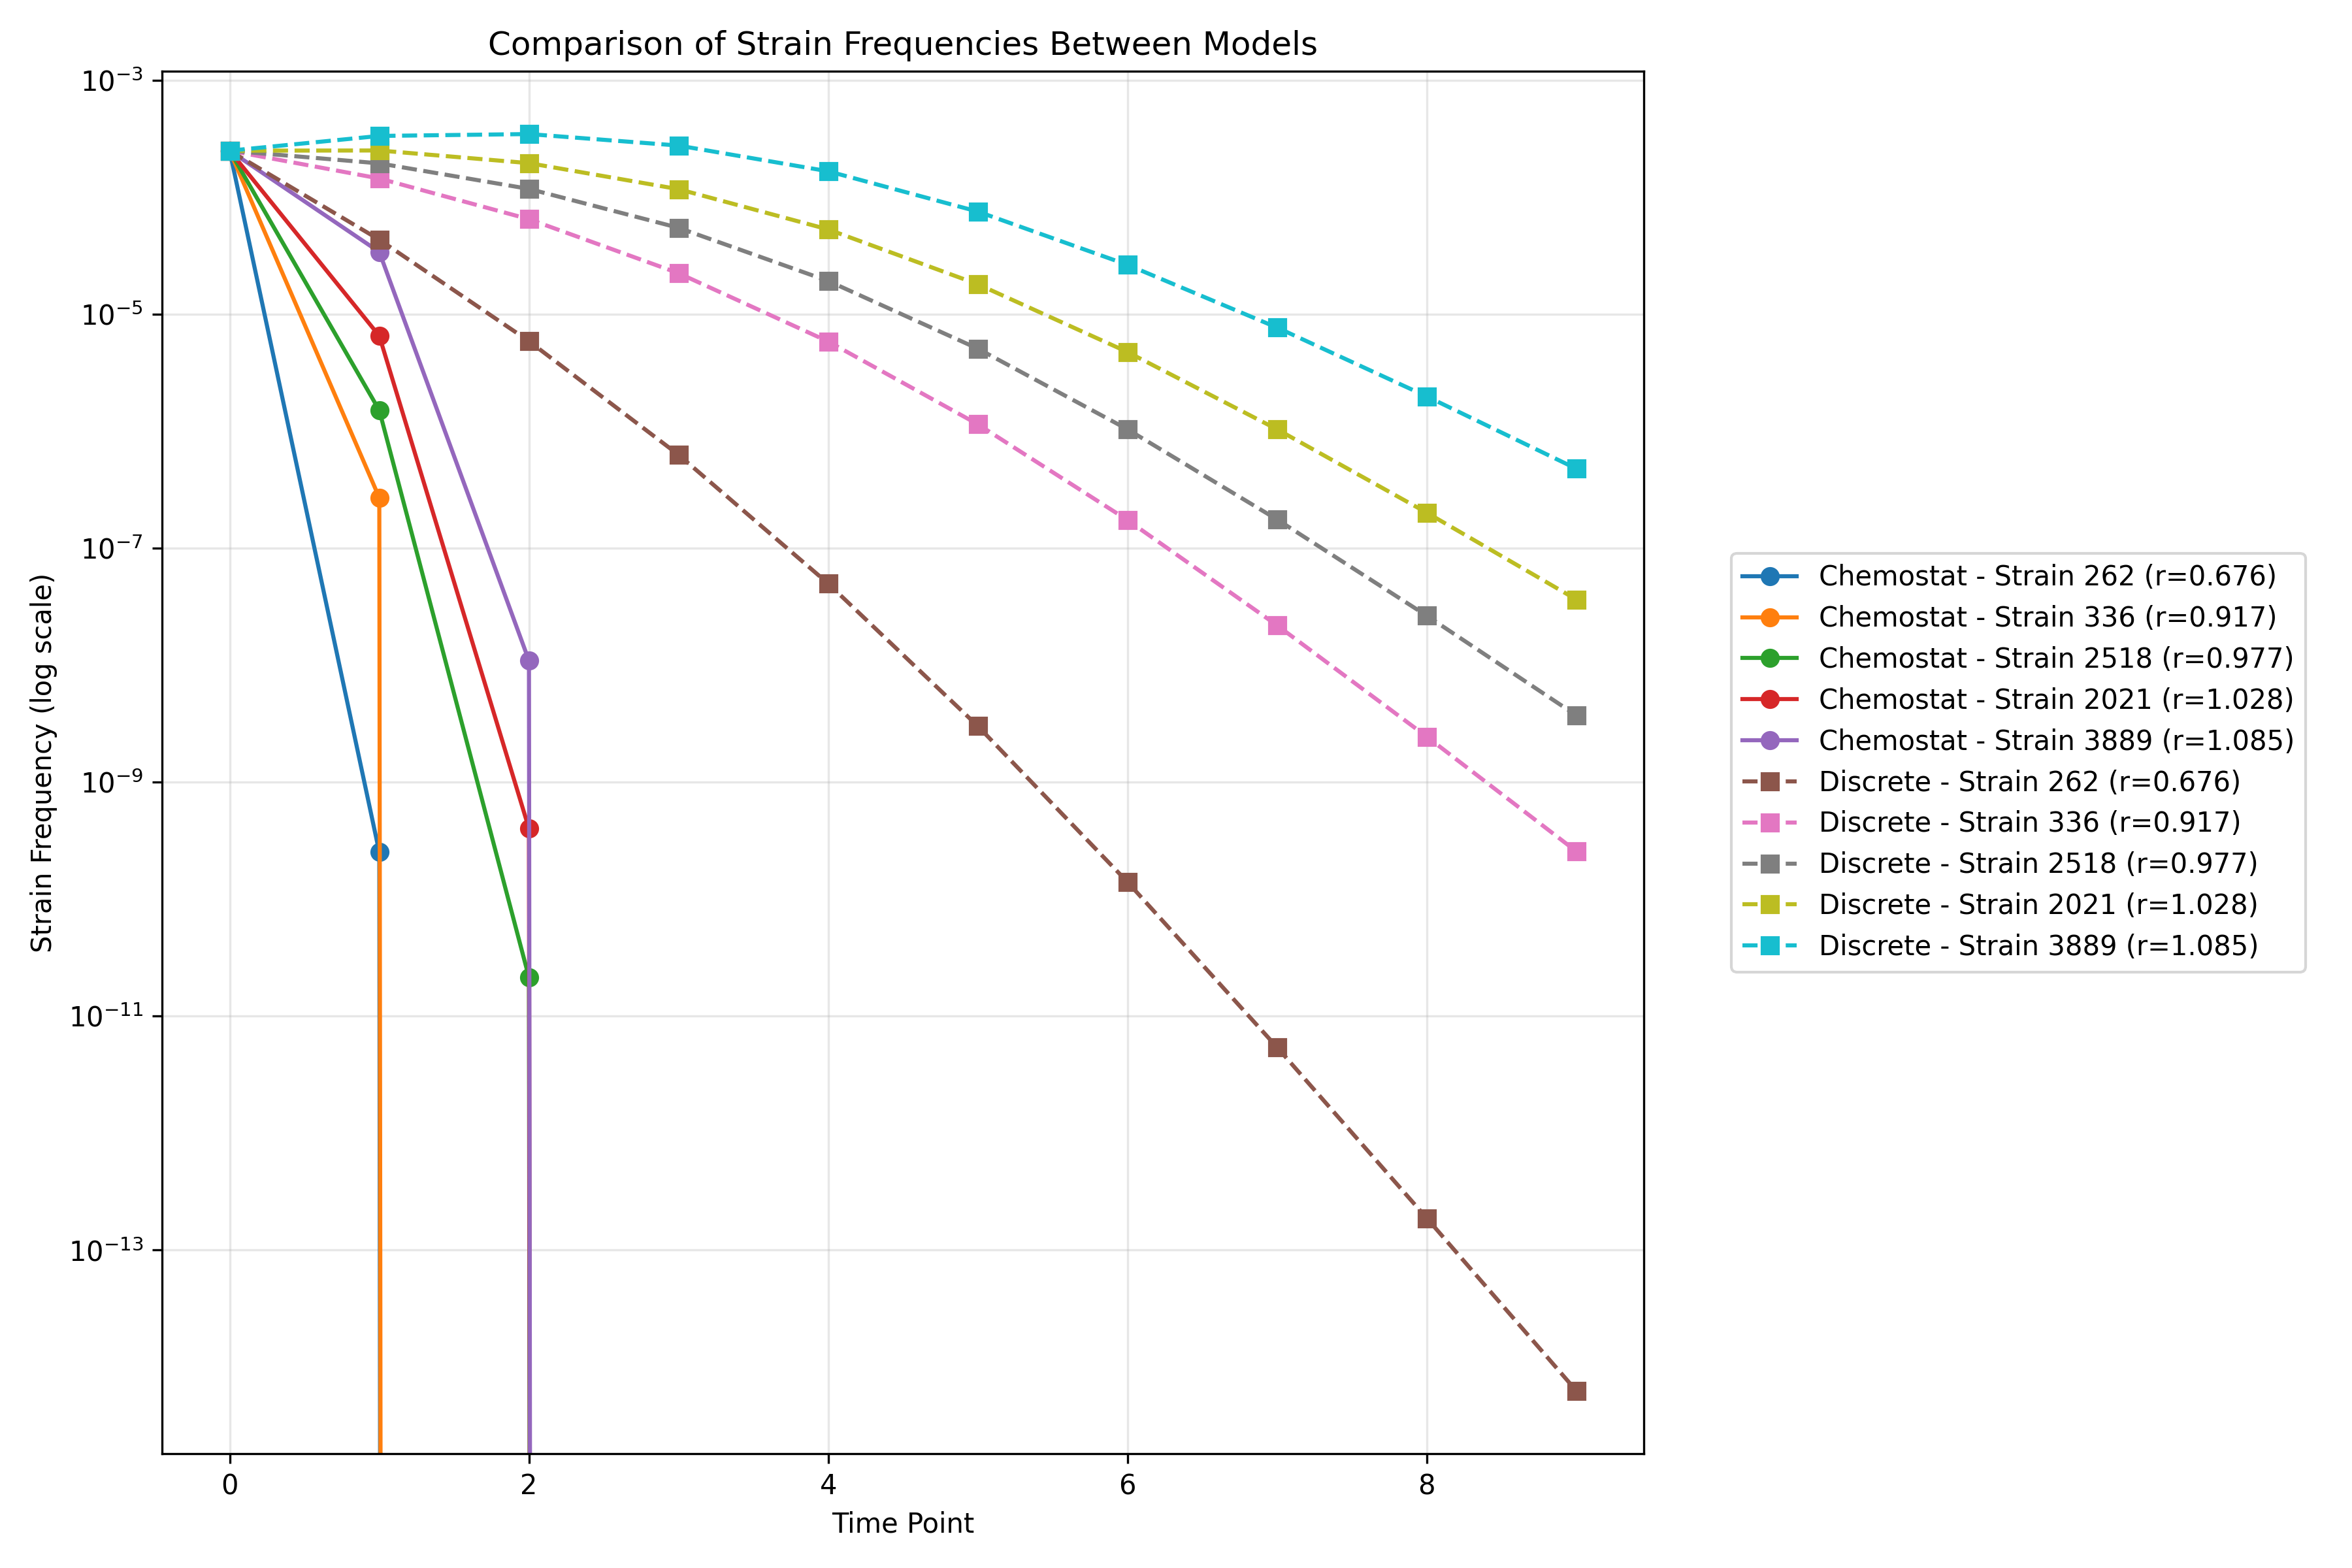 Comparison of Strain Frequencies Between Models
Strain Frequency (log scale)
10⁻³
10⁻⁵
10⁻⁷
10⁻⁹
10⁻¹¹
10⁻¹³
0 2 4 6 8
Time Point
Chemostat - Strain 262 (r=0.676)
Chemostat - Strain 336 (r=0.917)
Chemostat - Strain 2518 (r=0.977)
Chemostat - Strain 2021 (r=1.028)
Chemostat - Strain 3889 (r=1.085)
Discrete - Strain 262 (r=0.676)
Discrete - Strain 336 (r=0.917)
Discrete - Strain 2518 (r=0.977)
Discrete - Strain 2021 (r=1.028)
Discrete - Strain 3889 (r=1.085)